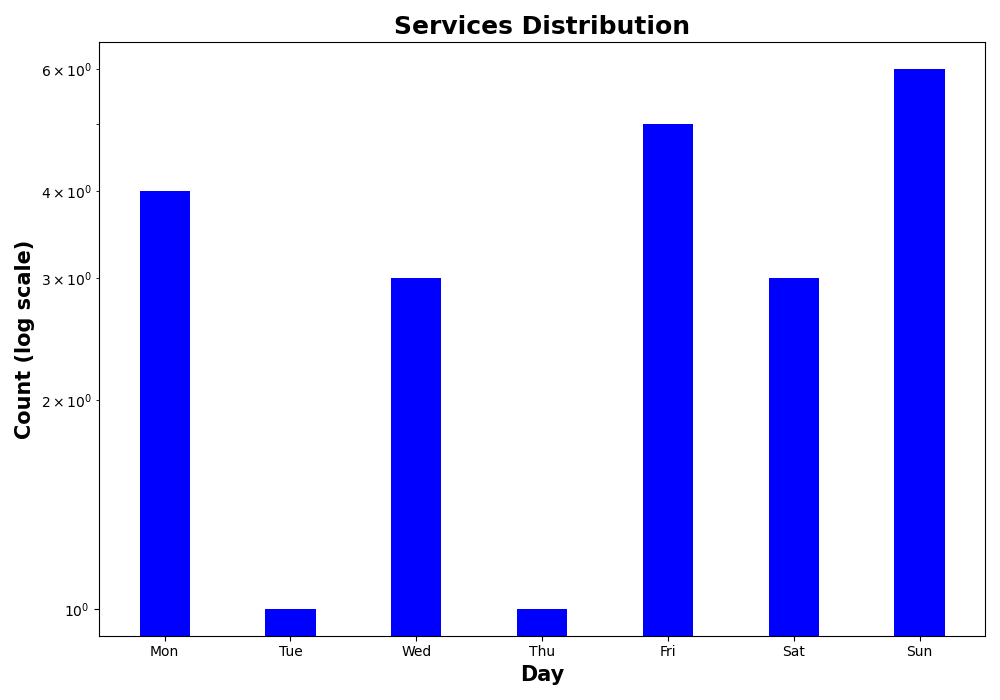 Services Distribution
Count (log scale)
6 × 10⁰
4 × 10⁰
3 × 10⁰
2 × 10⁰
10⁰
Mon Tue Wed Thu Fri Sat Sun
Day